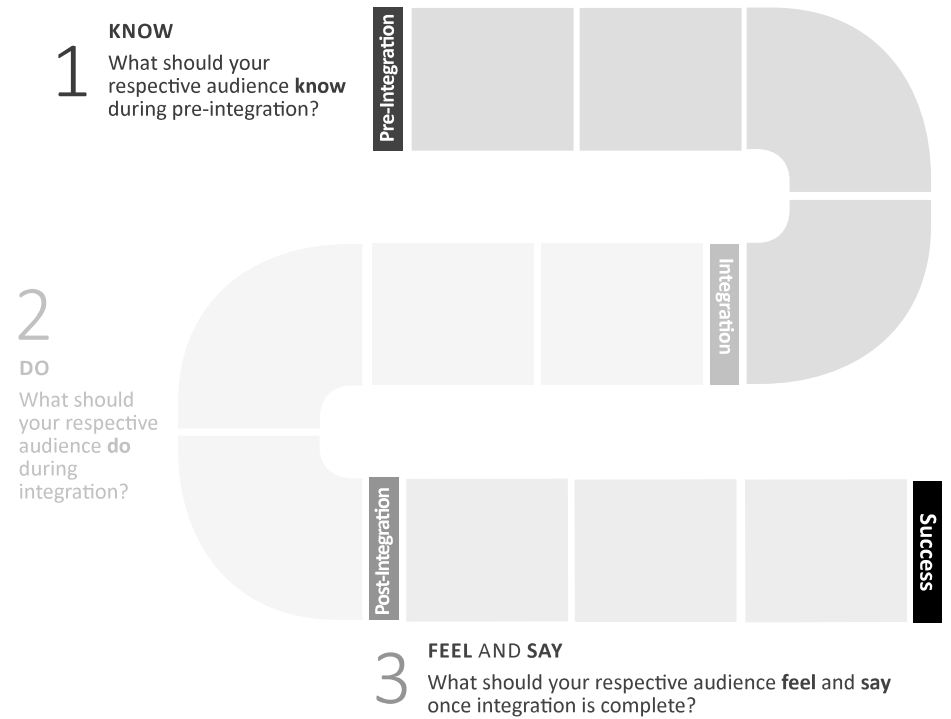 1
KNOW
What should your
respective audience know
during pre-integration?
Pre-Integration
Integration
2
DO
What should
your respective
audience do
during
integration?
Post-Integration
Success
3
FEEL AND SAY
What should your respective audience feel and say
once integration is complete?